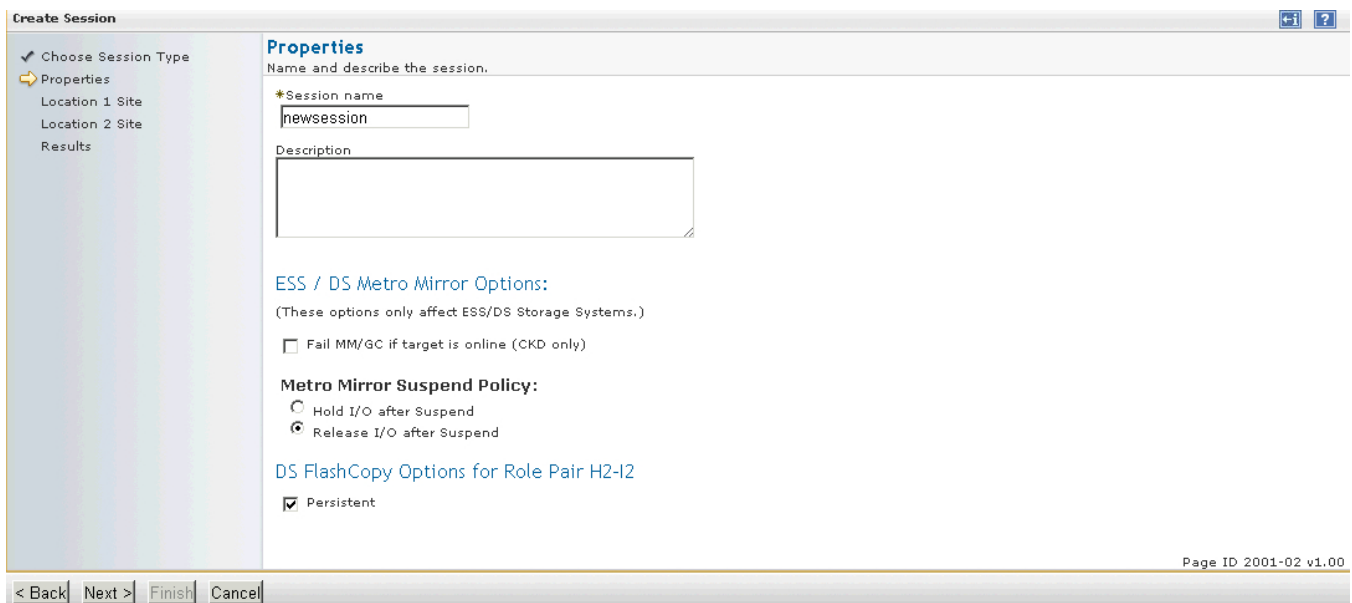 Create Session
?
Choose Session Type
Properties
Location 1 Site
Location 2 Site
Results
Properties
Name and describe the session.
*Session name
newsession
Description
ESS / DS Metro Mirror Options:
(These options only affect ESS/DS Storage Systems.)
Fail MM/GC if target is online (CKD only)
Metro Mirror Suspend Policy:
Hold I/O after Suspend
Release I/O after Suspend
DS FlashCopy Options for Role Pair H2-I2
Persistent
Page ID 2001-02 v1.00
< Back Next > Finish Cancel